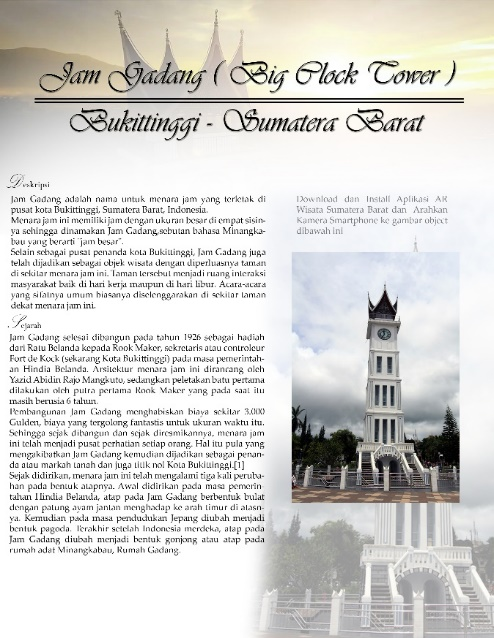 Jam Gadang ( Big Clock Tower )
Bukittinggi - Sumatera Barat
Deskripsi
Jam Gadang adalah nama untuk menara jam yang terletak di
pusat kota Bukittinggi, Sumatera Barat, Indonesia.
Menara jam ini memiliki jam dengan ukuran besar di empat sisin-
ya sehingga dinamakan Jam Gadang,sebutan bahasa Minangka-
bau yang berarti "jam besar".
Selain sebagai pusat penanda kota Bukittinggi, Jam Gadang juga
telah dijadikan sebagai objek wisata dengan diperluasnya taman
di sekitar menara jam ini. Taman tersebut menjadi ruang interaksi
masyarakat baik di hari kerja maupun di hari libur. Acara-acara
yang sifatnya umum biasanya diselenggarakan di sekitar taman
dekat menara jam ini.
Sejarah
Jam Gadang selesai dibangun pada tahun 1926 sebagai hadiah
dari Ratu Belanda kepada Rook Maker, sekretaris atau controleur
Fort de Kock (sekarang Kota Bukittinggi) pada masa pemerintah-
an Hindia Belanda. Arsitektur menara jam ini dirancang oleh
Yazid Abidin Rajo Mangkuto, sedangkan peletakan batu pertama
dilakukan oleh putra pertama Rook Maker yang pada saat itu
masih berusia 6 tahun.
Pembangunan Jam Gadang menghabiskan biaya sekitar 3.000
Gulden, biaya yang tergolong fantastis untuk ukuran waktu itu.
Sehingga sejak dibangun dan sejak diresmikannya, menara jam
ini telah menjadi pusat perhatian setiap orang. Hal itu pula yang
mengakibatkan Jam Gadang kemudian dijadikan sebagai penan-
da atau markah tanah dan juga titik nol Kota Bukittinggi.[1]
Sejak didirikan, menara jam ini telah mengalami tiga kali peruba-
han pada bentuk atapnya. Awal didirikan pada masa pemerin-
tahan Hindia Belanda, atap pada Jam Gadang berbentuk bulat
dengan patung ayam jantan menghadap ke arah timur di atasn-
ya. Kemudian pada masa pendudukan Jepang diubah menjadi
bentuk pagoda. Terakhir setelah Indonesia merdeka, atap pada
Jam Gadang diubah menjadi bentuk gonjong atau atap pada
rumah adat Minangkabau, Rumah Gadang.
Download dan Install Aplikasi AR
Wisata Sumatera Barat dan Arahkan
Kamera Smartphone ke gambar object
dibawah ini